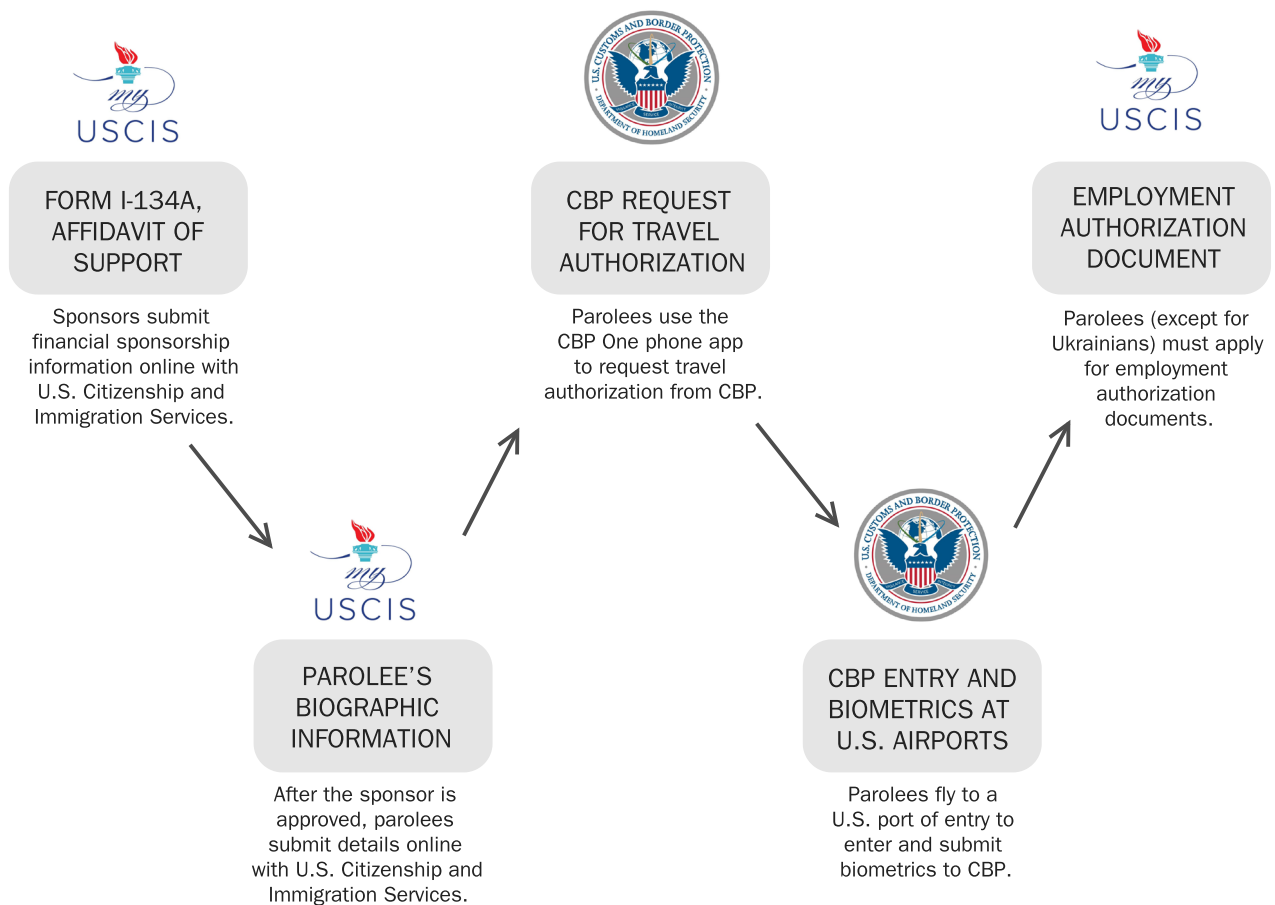 my
USCIS
FORM I-134A,
AFFIDAVIT OF
SUPPORT
Sponsors submit
financial sponsorship
information online with
U.S. Citizenship and
Immigration Services.
my
USCIS
PAROLEE'S
BIOGRAPHIC
INFORMATION
After the sponsor is
approved, parolees
submit details online
with U.S. Citizenship and
Immigration Services.
U.S. CUSTOMS AND BORDER PROTECTION
DEPARTMENT OF HOMELAND SECURITY
SERVICE
CBP REQUEST
FOR TRAVEL
AUTHORIZATION
Parolees use the
CBP One phone app
to request travel
authorization from CBP.
U.S. CUSTOMS AND BORDER PROTECTION
DEPARTMENT OF HOMELAND SECURITY
SERVICE
CBP ENTRY AND
BIOMETRICS AT
U.S. AIRPORTS
Parolees fly to a
U.S. port of entry to
enter and submit
biometrics to CBP.
my
USCIS
EMPLOYMENT
AUTHORIZATION
DOCUMENT
Parolees (except for
Ukrainians) must apply
for employment
authorization
documents.